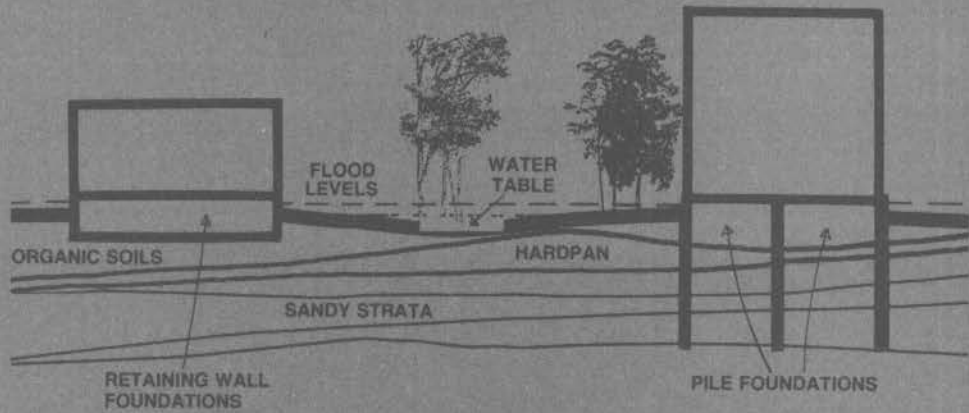 FLOOD
LEVELS
WATER
TABLE
ORGANIC SOILS
HARDPAN
SANDY STRATA
RETAINING WALL
FOUNDATIONS
PILE FOUNDATIONS